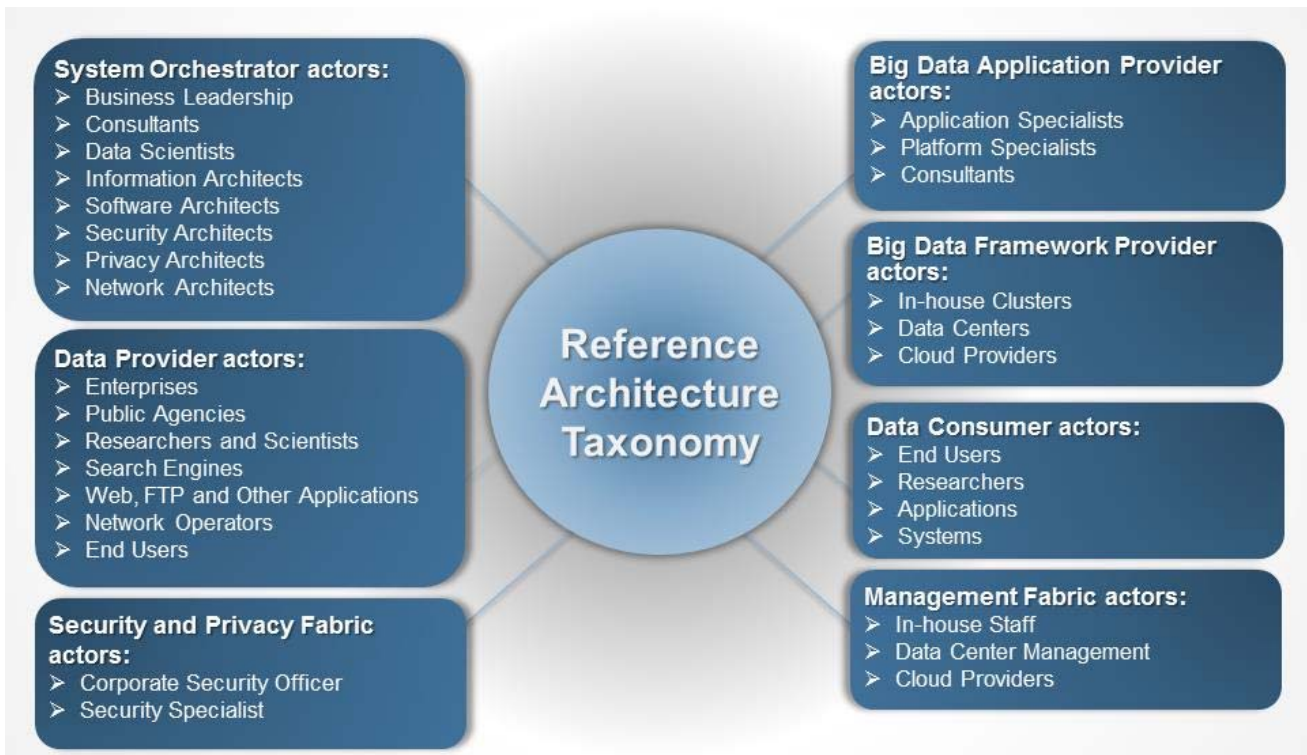 System Orchestrator actors:
➢ Business Leadership
➢ Consultants
➢ Data Scientists
➢ Information Architects
➢ Software Architects
➢ Security Architects
➢ Privacy Architects
➢ Network Architects
Data Provider actors:
➢ Enterprises
➢ Public Agencies
➢ Researchers and Scientists
➢ Search Engines
➢ Web, FTP and Other Applications
➢ Network Operators
➢ End Users
Security and Privacy Fabric
actors:
➢ Corporate Security Officer
➢ Security Specialist
Reference
Architecture
Taxonomy
Big Data Application Provider
actors:
➢ Application Specialists
➢ Platform Specialists
➢ Consultants
Big Data Framework Provider
actors:
➢ In-house Clusters
➢ Data Centers
➢ Cloud Providers
Data Consumer actors:
➢ End Users
➢ Researchers
➢ Applications
➢ Systems
Management Fabric actors:
➢ In-house Staff
➢ Data Center Management
➢ Cloud Providers